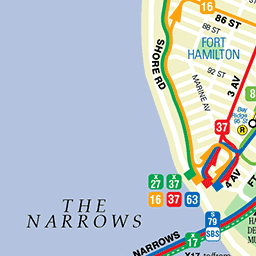 16
86 ST
SHORE RD
FORT
HAMILTON
92 ST
MARINE AV
3 AV
8
Bay
Ridge
95 St
37
4 AV
X
27
X
37
16
37
63
THE
NARROWS
S
79
SBS
NARROWS
X
17
X17